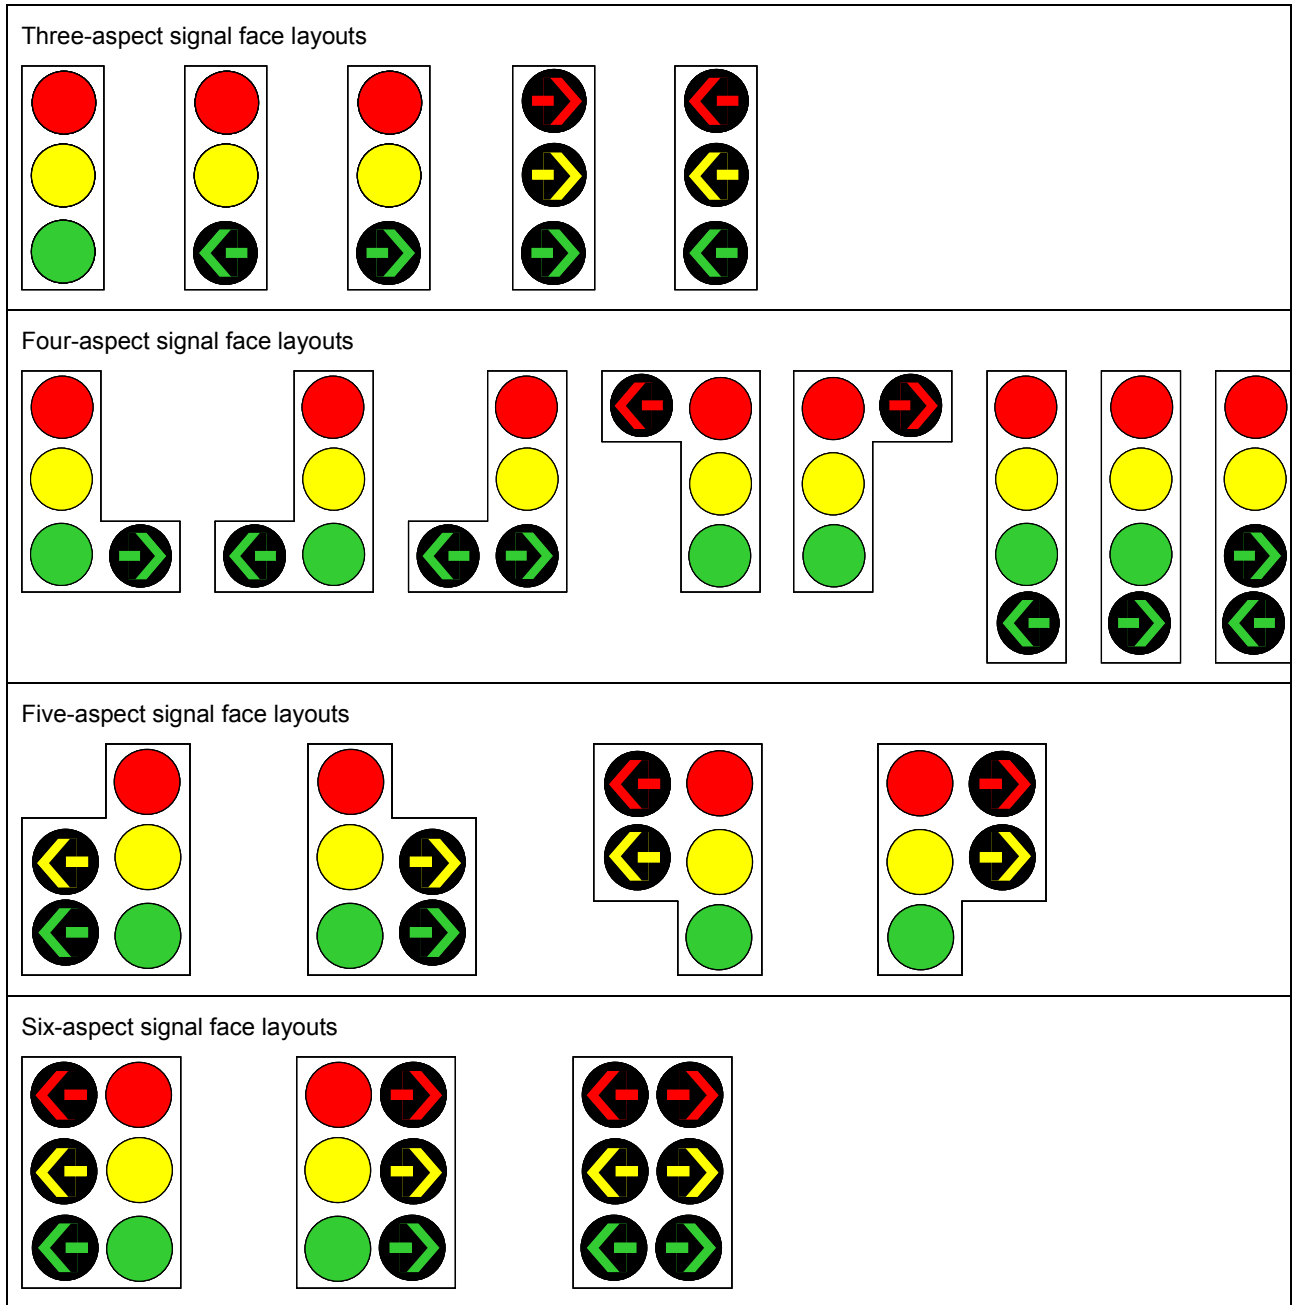 Three-aspect signal face layouts
Four-aspect signal face layouts
Five-aspect signal face layouts
Six-aspect signal face layouts